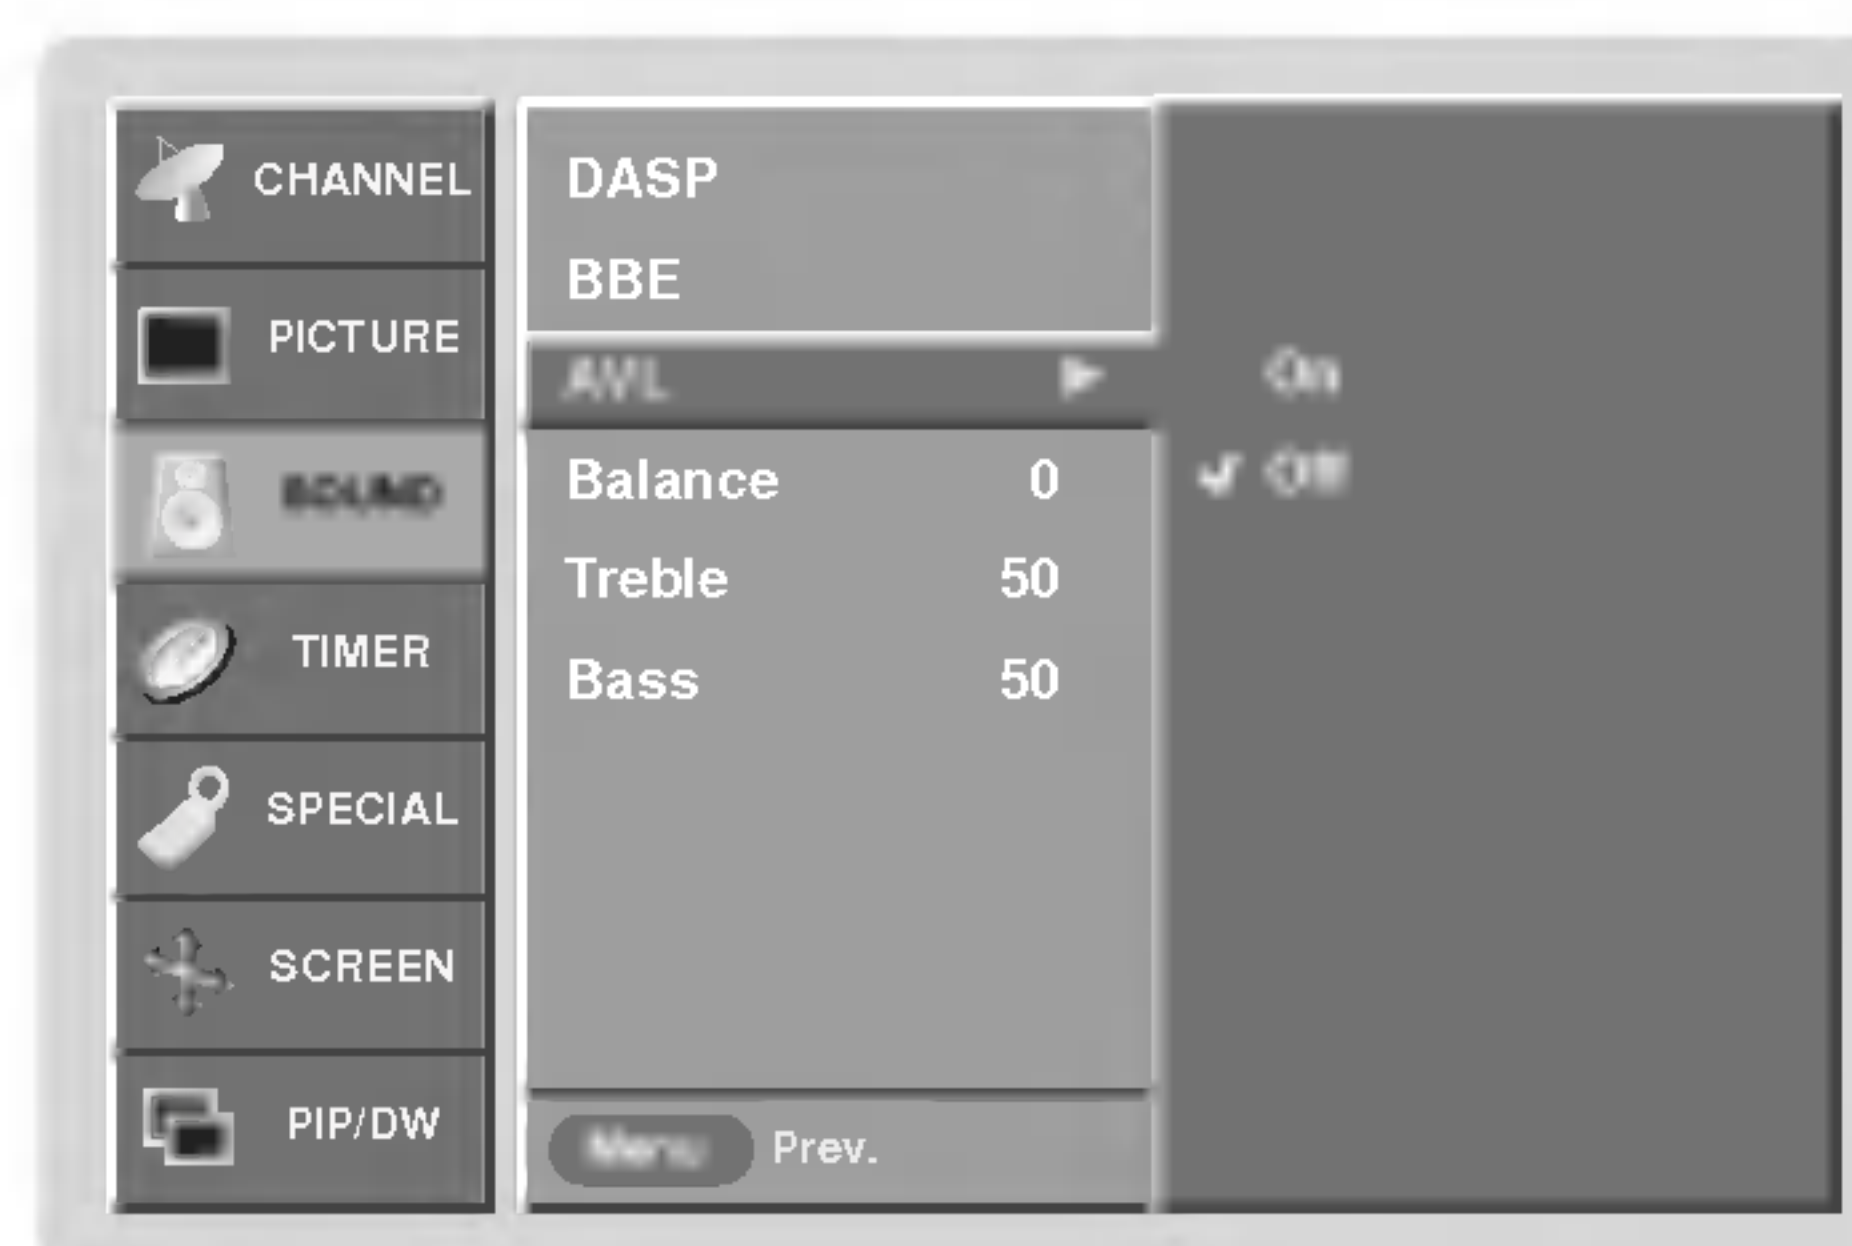 CHANNEL
PICTURE
SOUND
TIMER
SPECIAL
SCREEN
PIP/DW
DASP
BBE
AVL ▶
Balance 0
Treble 50
Bass 50
Menu Prev.
On
✔ Off